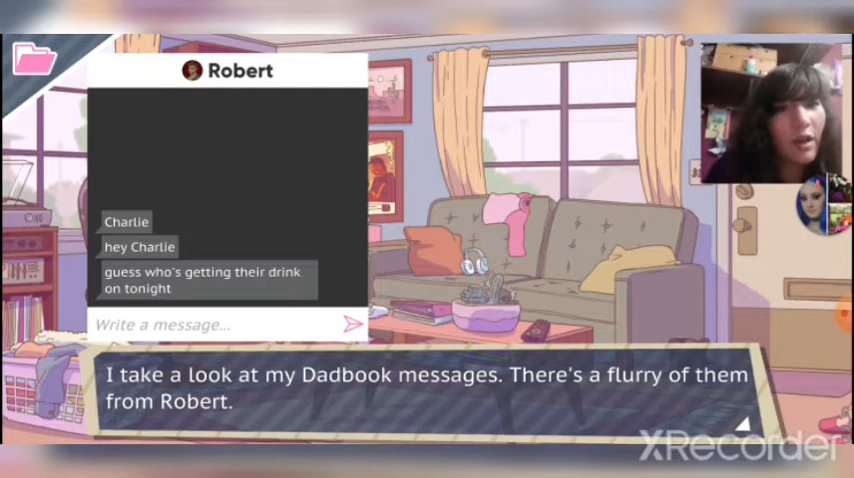 Robert
Charlie
hey Charlie
guess who's getting their drink
on tonight
Write a message...
I take a look at my Dadbook messages. There's a flurry of them
from Robert.
XRecorder